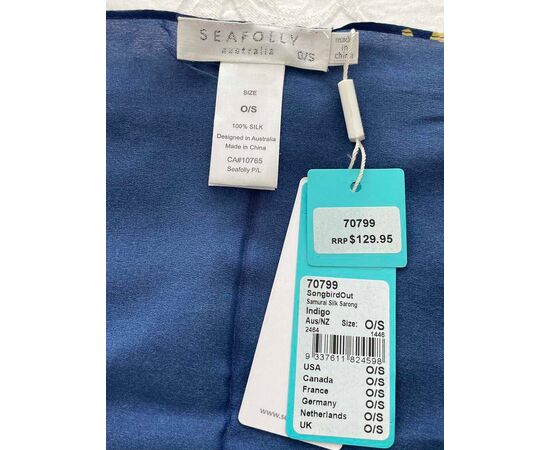 SEAFOLLY
australia
O/S
made
in
china
SIZE
O/S
100% SILK
Designed in Australia
Made in China
CA#10765
Seafolly P/L
70799
RRP $129.95
70799
SongbirdOut
Samurai Silk Sarong
Indigo
Aus/NZ Size: O/S
2464 1446
9 337611 824598
USA O/S
Canada O/S
France O/S
Germany O/S
Netherlands O/S
UK O/S
www.se